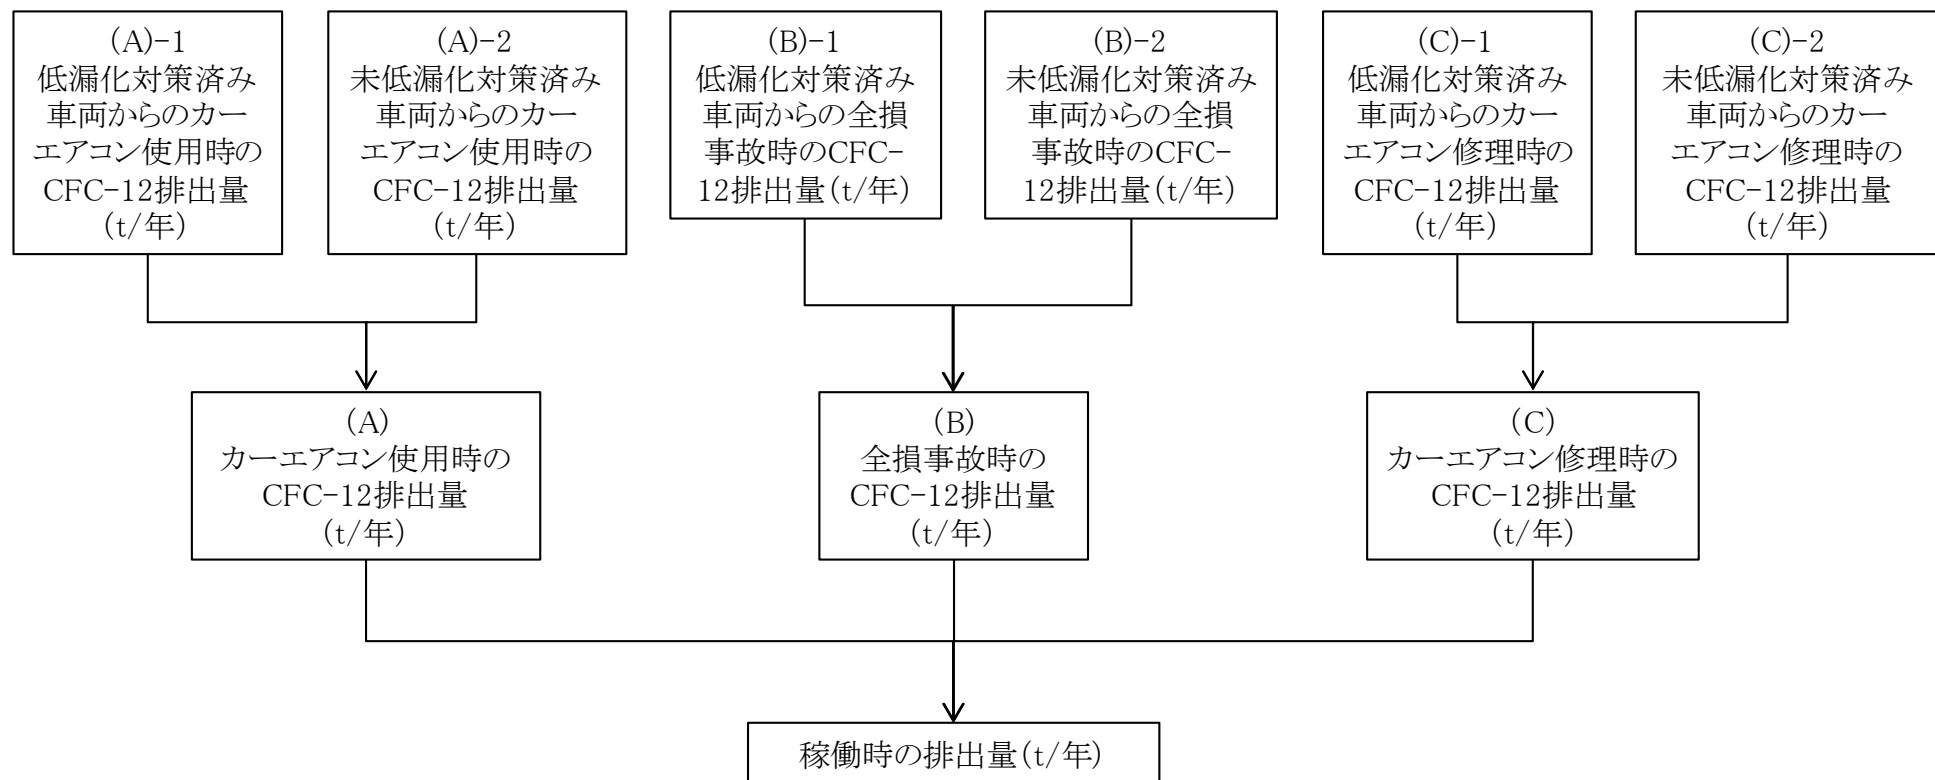 (A)-1
低漏化対策済み
車両からのカー
エアコン使用時の
CFC-12排出量
(t/年)
(A)-2
未低漏化対策済み
車両からのカー
エアコン使用時の
CFC-12排出量
(t/年)
(B)-1
低漏化対策済み
車両からの全損
事故時のCFC-
12排出量(t/年)
(B)-2
未低漏化対策済み
車両からの全損
事故時のCFC-
12排出量(t/年)
(C)-1
低漏化対策済み
車両からのカー
エアコン修理時の
CFC-12排出量
(t/年)
(C)-2
未低漏化対策済み
車両からのカー
エアコン修理時の
CFC-12排出量
(t/年)
(A)
カーエアコン使用時の
CFC-12排出量
(t/年)
(B)
全損事故時の
CFC-12排出量
(t/年)
(C)
カーエアコン修理時の
CFC-12排出量
(t/年)
稼働時の排出量(t/年)